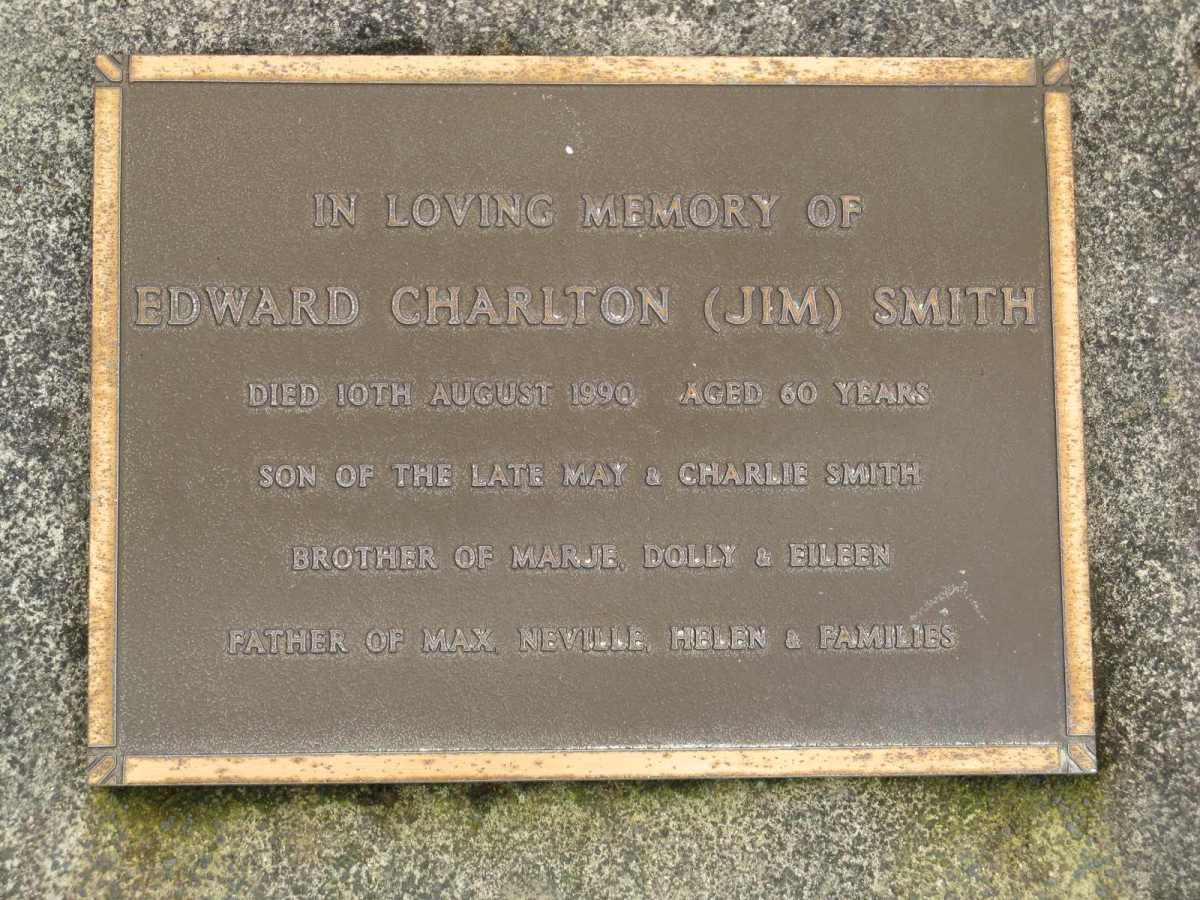 IN LOVING MEMORY OF
EDWARD CHARLTON (JIM) SMITH
DIED 10TH AUGUST 1990 AGED 60 YEARS
SON OF THE LATE MAY & CHARLIE SMITH
BROTHER OF MARJE, DOLLY & EILEEN
FATHER OF MAX, NEVILLE, HELEN & FAMILIES